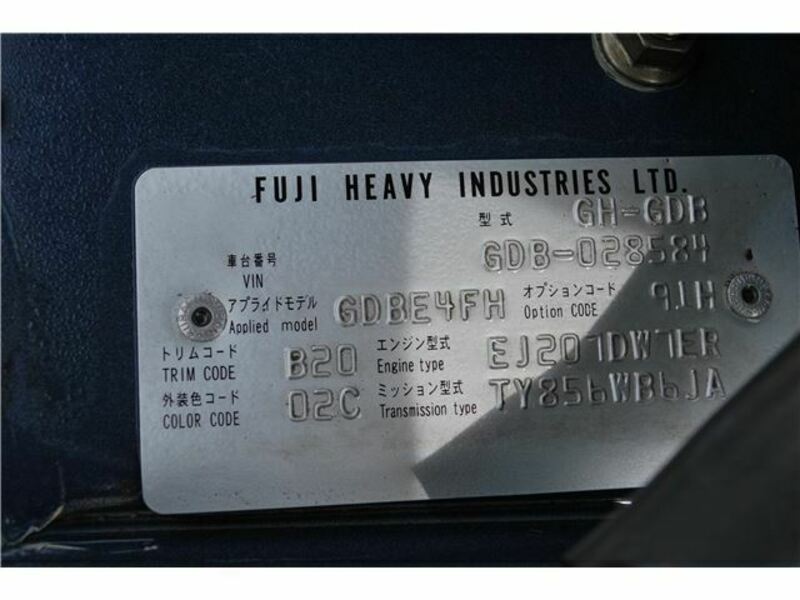 FUJI HEAVY INDUSTRIES LTD.
型式 GH-GDB
車台番号 GDB-028584
VIN
アプライドモデル GDBE4FH オプションコード 91H
Applied model Option CODE
トリムコード B20 エンジン型式 EJ207DW7ER
TRIM CODE Engine type
外装色コード 02C ミッション型式 TY856WB6JA
COLOR CODE Transmission type